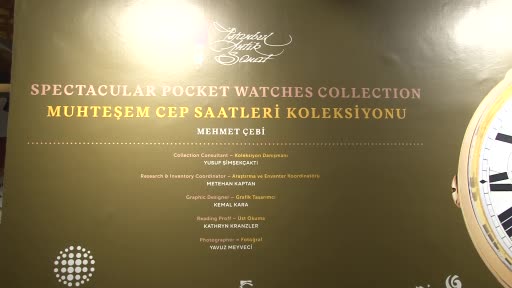 İstanbul
Antik
Sanat
SPECTACULAR POCKET WATCHES COLLECTION
MUHTEŞEM CEP SAATLERİ KOLEKSİYONU
MEHMET ÇEBİ
Collection Consultant – Koleksiyon Danışmanı
YUSUF ŞİMŞEKÇAKTI
Research & Inventory Coordinator – Araştırma ve Envanter Koordinatörü
METEHAN KAPTAN
Graphic Designer – Grafik Tasarımcı
KEMAL KARA
Reading Proff – Üst Okuma
KATHRYN KRANZLER
Photographer – Fotoğraf
YAVUZ MEYVECİ